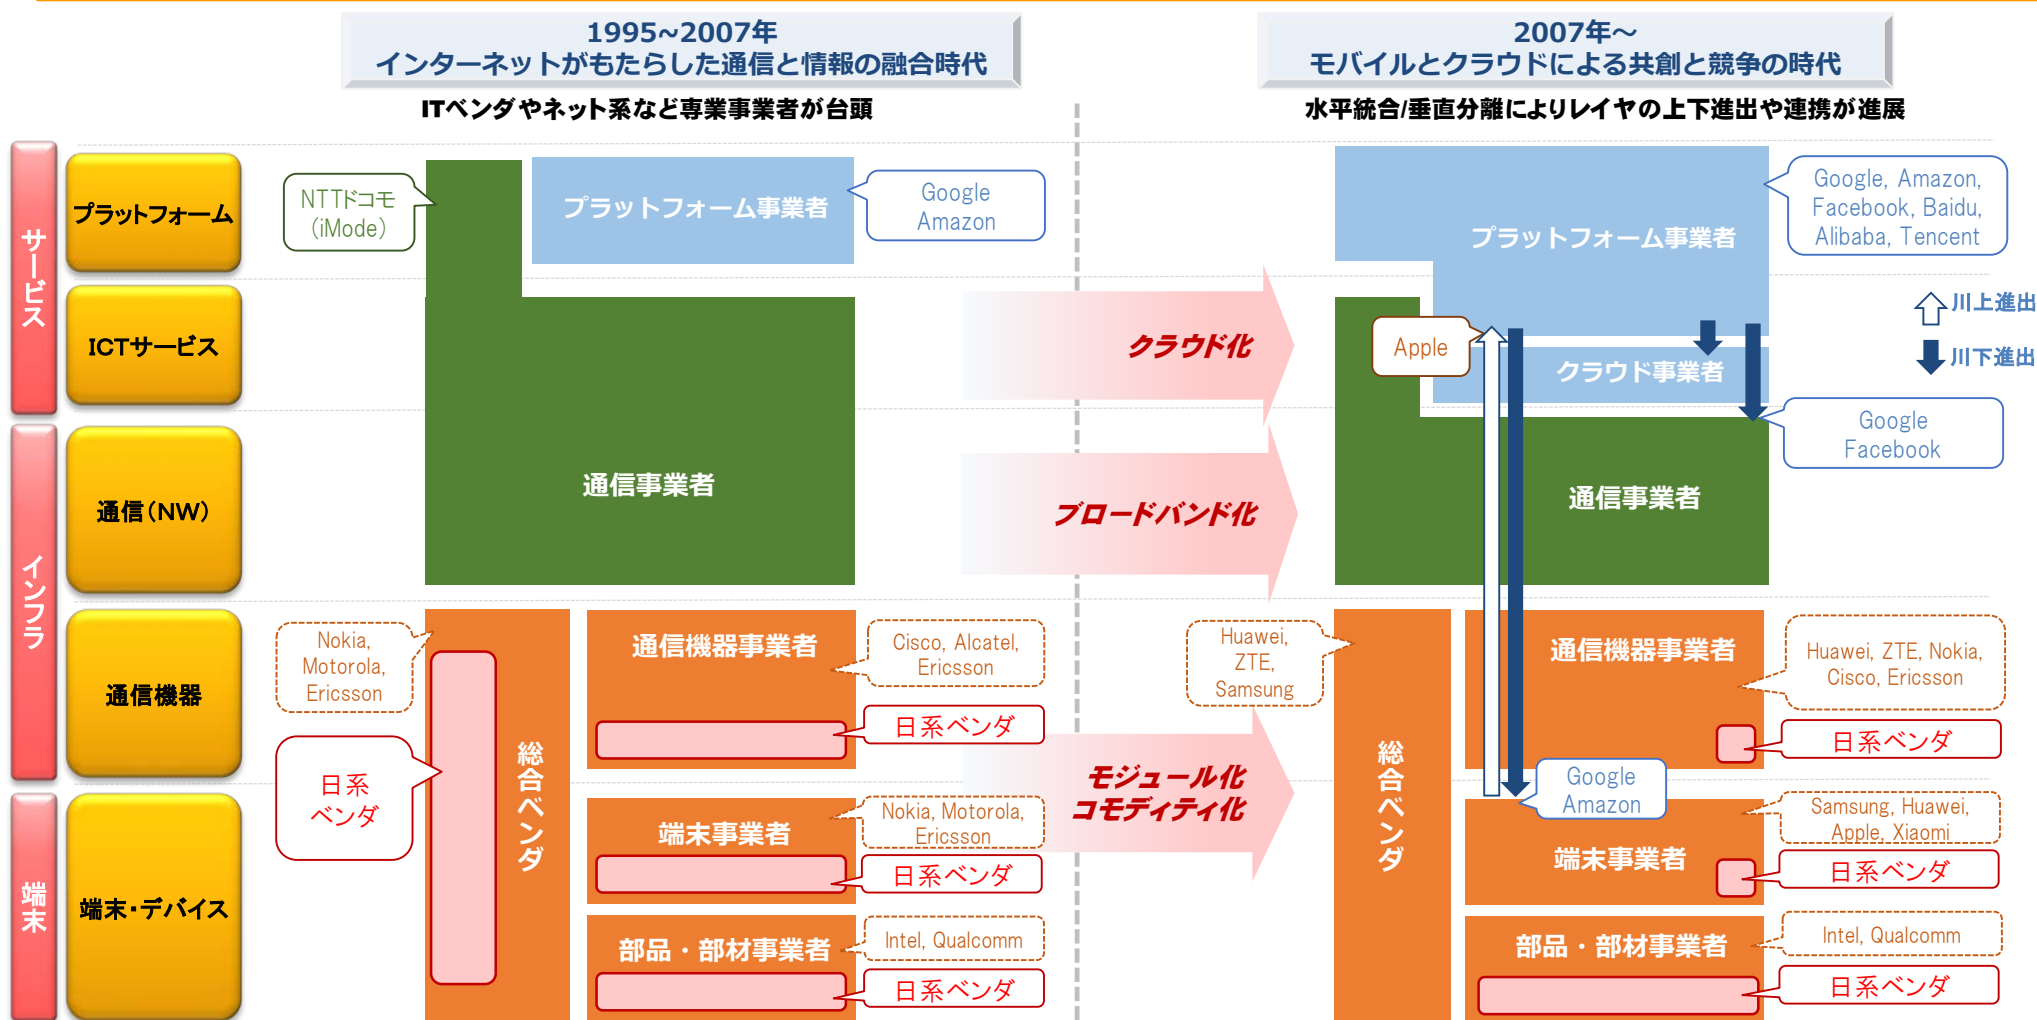 1995~2007年
インターネットがもたらした通信と情報の融合時代
ITベンダやネット系など専業事業者が台頭
2007年～
モバイルとクラウドによる共創と競争の時代
水平統合/垂直分離によりレイヤの上下進出や連携が進展
サービス
インフラ
端末
プラットフォーム
ICTサービス
通信(NW)
通信機器
端末・デバイス
NTTドコモ
(iMode)
プラットフォーム事業者
Google
Amazon
通信事業者
Nokia,
Motorola,
Ericsson
日系
ベンダ
総合ベンダ
通信機器事業者
Cisco, Alcatel,
Ericsson
日系ベンダ
端末事業者
Nokia, Motorola,
Ericsson
日系ベンダ
部品・部材事業者
Intel, Qualcomm
日系ベンダ
クラウド化
ブロードバンド化
モジュール化
コモディティ化
プラットフォーム事業者
Google, Amazon,
Facebook, Baidu,
Alibaba, Tencent
川上進出
川下進出
Apple
クラウド事業者
Google
Facebook
通信事業者
Huawei,
ZTE,
Samsung
総合ベンダ
通信機器事業者
Huawei, ZTE, Nokia,
Cisco, Ericsson
日系ベンダ
Google
Amazon
端末事業者
Samsung, Huawei,
Apple, Xiaomi
日系ベンダ
部品・部材事業者
Intel, Qualcomm
日系ベンダ